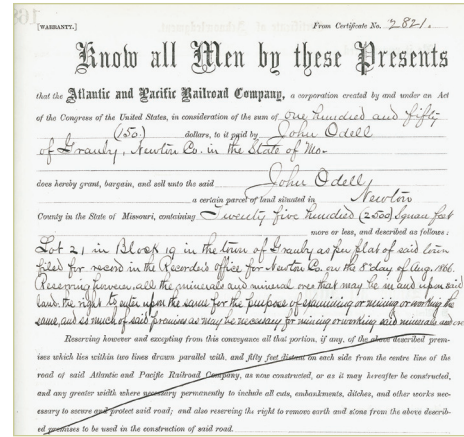 [WARRANTY.] From Certificate No. 2821.
Know all Men by these Presents
that the Atlantic and Pacific Railroad Company, a corporation created by and under an Act
of the Congress of the United States, in consideration of the sum of One hundred and fifty
(150.) dollars, to it paid by John Odell
of Granby, Newton Co. in the State of Mo.
does hereby grant, bargain, and sell unto the said John Odell
a certain parcel of land situated in Newton
County in the State of Missouri, containing Twenty five hundred (2500) Square feet
more or less, and described as follows:
Lot 21 in Block 19 in the town of Granby as per plat of said town
filed for record in the Recorder's Office for Newton Co. on the 8" day of Aug. 1866.
Reserving however, all the minerals and mineral ore that may be in and upon said
land; the right to enter upon the same for the purpose of examining or mining or working the
same, and so much of said premises as may be necessary for mining or working said minerals and ore
Reserving however and excepting from this conveyance all that portion, if any, of the above described prem-
ises which lies within two lines drawn parallel with, and fifty feet distant on each side from the centre line of the
road of said Atlantic and Pacific Railroad Company, as now constructed, or as it may hereafter be constructed,
and any greater width where necessary permanently to include all cuts, embankments, ditches, and other works nec-
essary to secure and protect said road; and also reserving the right to remove earth and stones from the above describ-
ed premises to be used in the construction of said road.